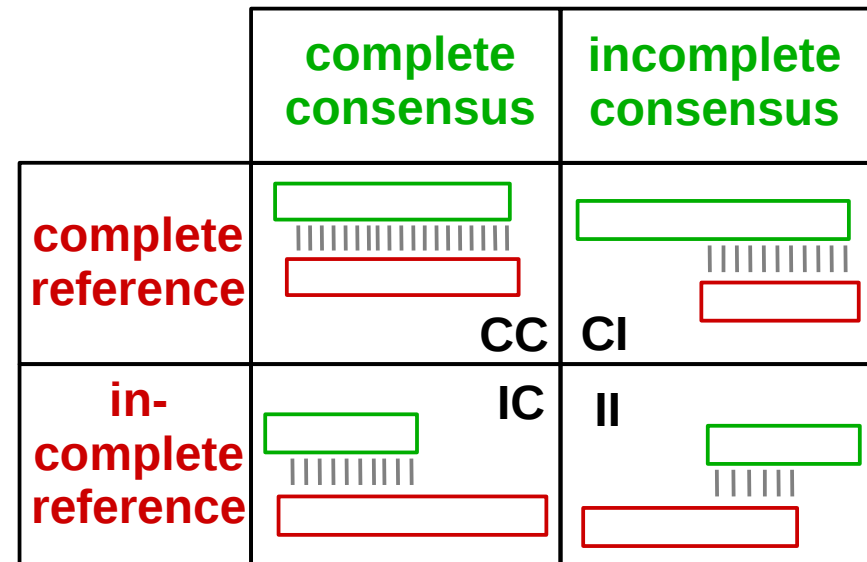 complete
consensus
incomplete
consensus
complete
reference
CC
CI
in-
complete
reference
IC
II